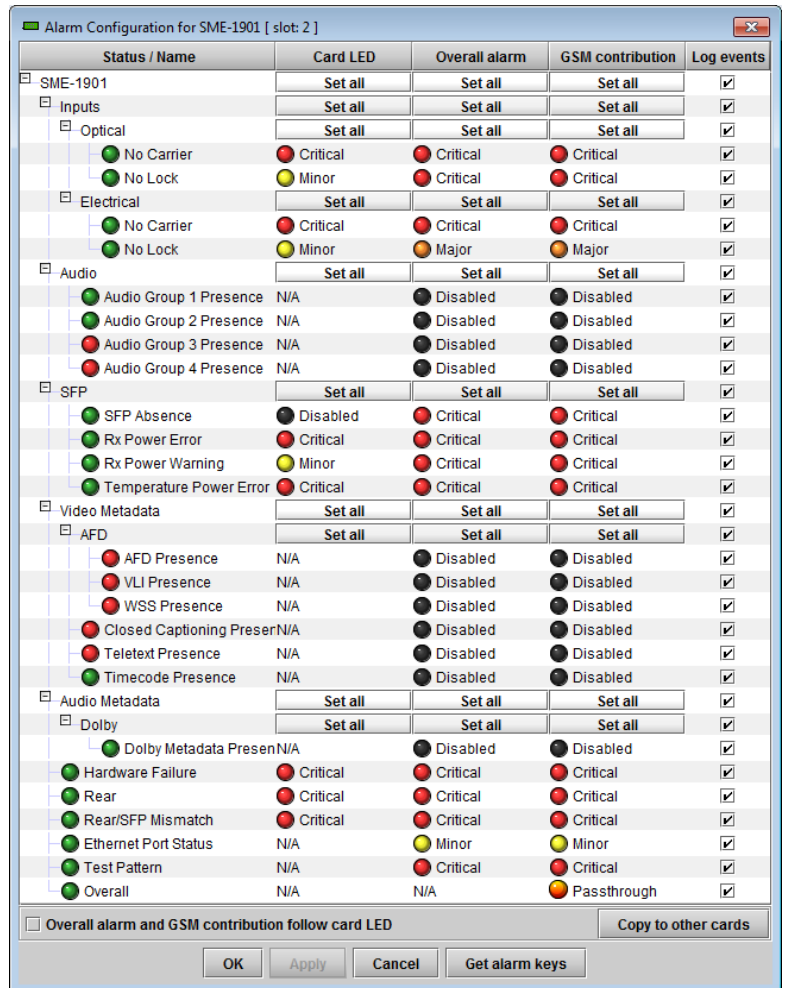 Alarm Configuration for SME-1901 [ slot: 2 ]
Status / Name Card LED Overall alarm GSM contribution Log events
SME-1901 Set all Set all Set all
Inputs Set all Set all Set all
Optical Set all Set all Set all
No Carrier Critical Critical Critical
No Lock Minor Critical Critical
Electrical Set all Set all Set all
No Carrier Critical Critical Critical
No Lock Minor Major Major
Audio Set all Set all Set all
Audio Group 1 Presence N/A Disabled Disabled
Audio Group 2 Presence N/A Disabled Disabled
Audio Group 3 Presence N/A Disabled Disabled
Audio Group 4 Presence N/A Disabled Disabled
SFP Set all Set all Set all
SFP Absence Disabled Critical Critical
Rx Power Error Critical Critical Critical
Rx Power Warning Minor Critical Critical
Temperature Power Error Critical Critical Critical
Video Metadata Set all Set all Set all
AFD Set all Set all Set all
AFD Presence N/A Disabled Disabled
VLI Presence N/A Disabled Disabled
WSS Presence N/A Disabled Disabled
Closed Captioning Presen N/A Disabled Disabled
Teletext Presence N/A Disabled Disabled
Timecode Presence N/A Disabled Disabled
Audio Metadata Set all Set all Set all
Dolby Set all Set all Set all
Dolby Metadata Presen N/A Disabled Disabled
Hardware Failure Critical Critical Critical
Rear Critical Critical Critical
Rear/SFP Mismatch Critical Critical Critical
Ethernet Port Status N/A Minor Minor
Test Pattern N/A Critical Critical
Overall N/A N/A Passthrough
Overall alarm and GSM contribution follow card LED Copy to other cards
OK Apply Cancel Get alarm keys